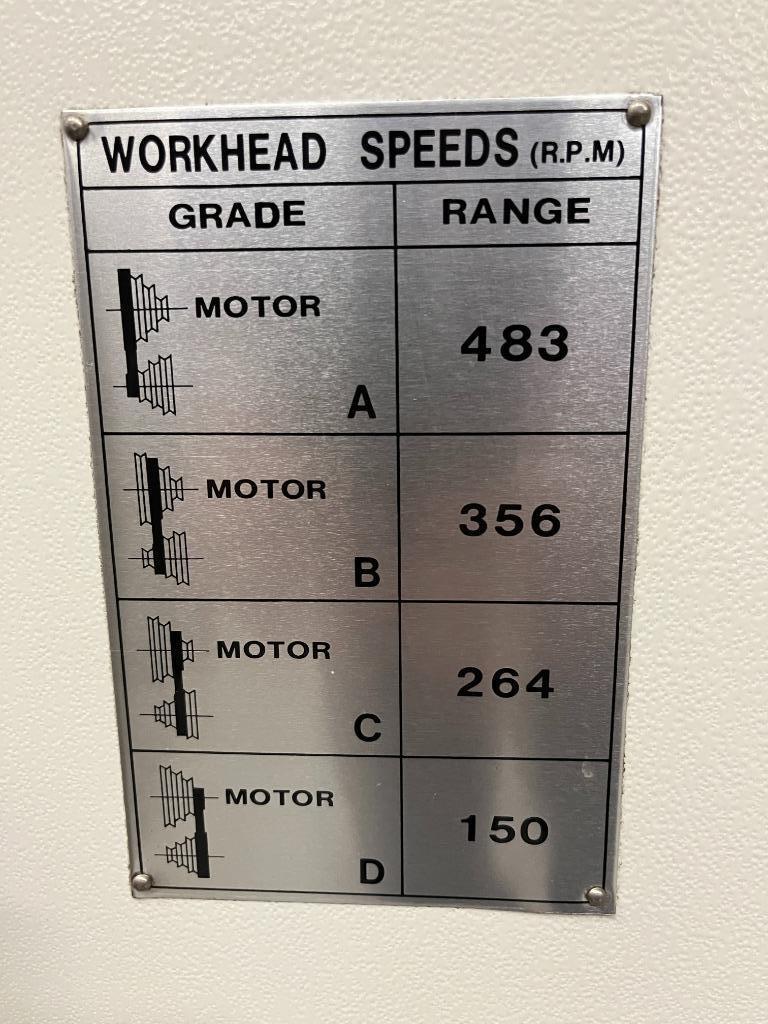 WORKHEAD SPEEDS (R.P.M)
GRADE RANGE
MOTOR
A
483
MOTOR
B
356
MOTOR
C
264
MOTOR
D
150